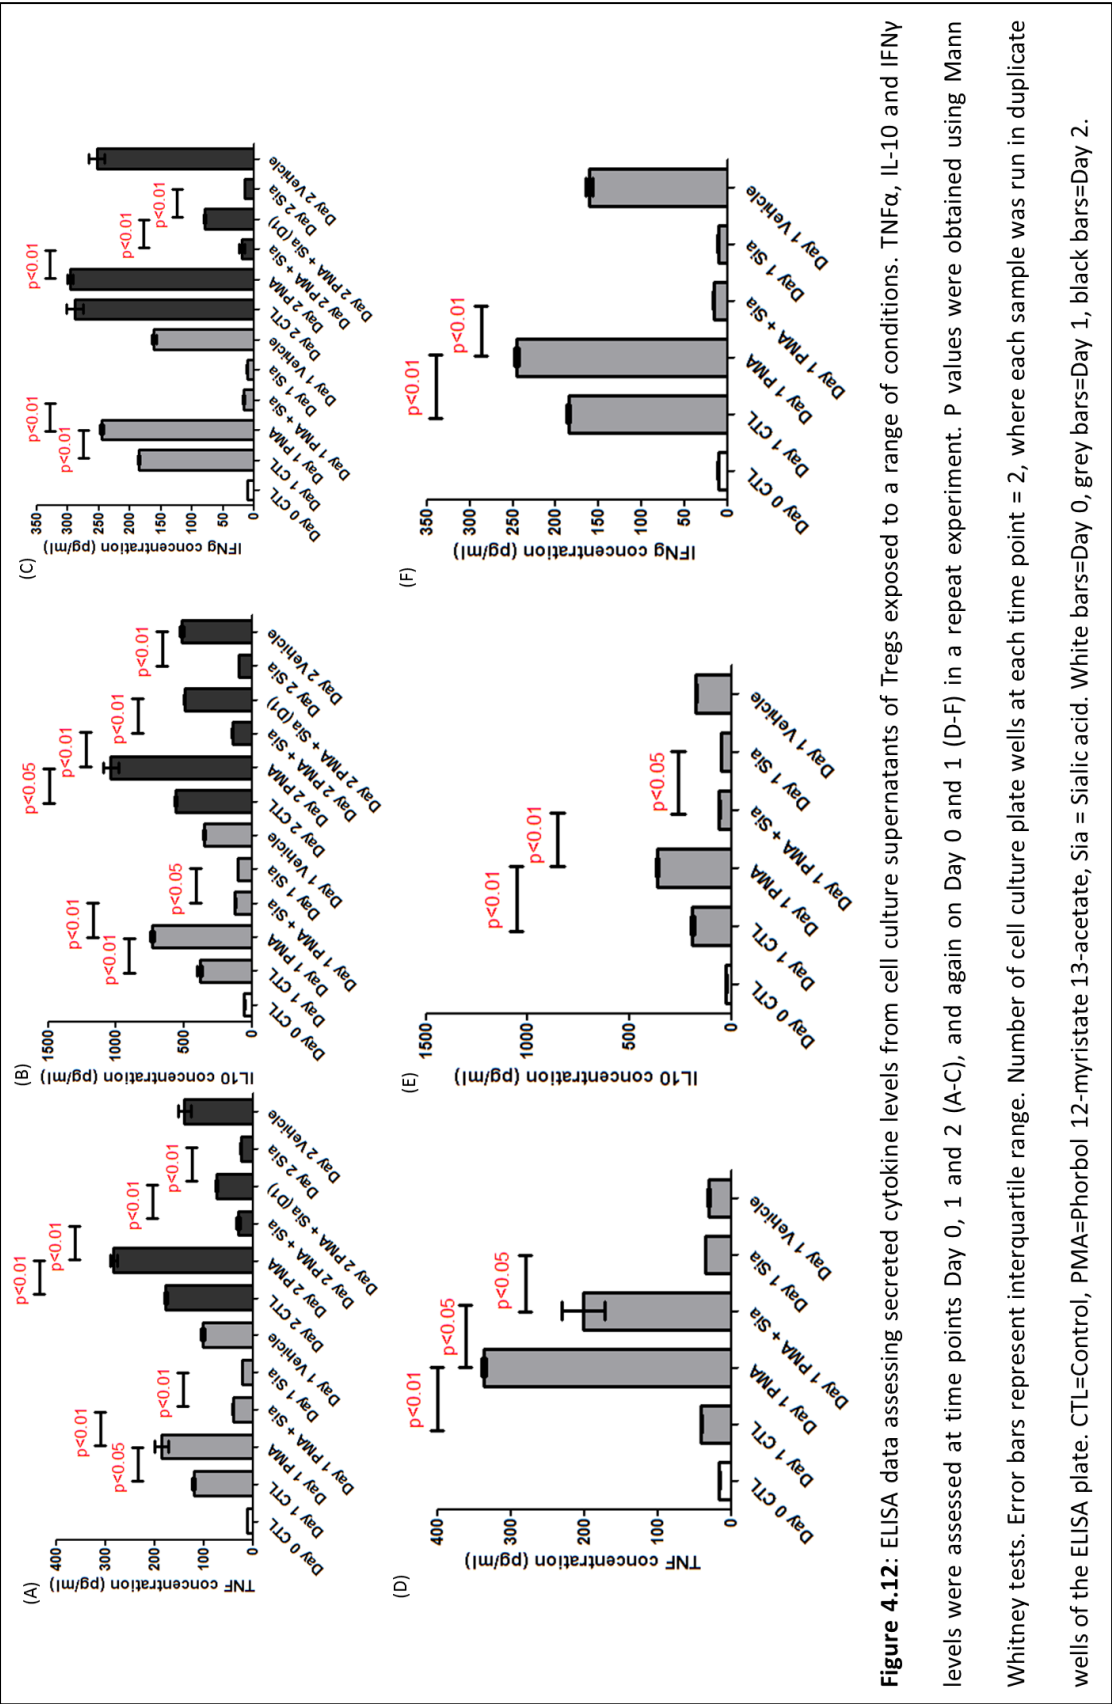 (A)
TNF concentration (pg/ml)
400
300
200
100
0
p<0.05
p<0.01
p<0.01
p<0.01
p<0.01
p<0.01
p<0.01
Day 0 CTL
Day 1 CTL
Day 1 PMA
Day 1 PMA + Sia
Day 1 Sia
Day 1 Vehicle
Day 2 CTL
Day 2 PMA
Day 2 PMA + Sia
Day 2 PMA + Sia (D1)
Day 2 Sia
Day 2 Vehicle
(B)
IL10 concentration (pg/ml)
1500
1000
500
0
p<0.01
p<0.01
p<0.05
p<0.05
p<0.01
p<0.01
p<0.01
Day 0 CTL
Day 1 CTL
Day 1 PMA
Day 1 PMA + Sia
Day 1 Sia
Day 1 Vehicle
Day 2 CTL
Day 2 PMA
Day 2 PMA + Sia
Day 2 PMA + Sia (D1)
Day 2 Sia
Day 2 Vehicle
(C)
IFNg concentration (pg/ml)
350
300
250
200
150
100
50
0
p<0.01
p<0.01
p<0.01
p<0.01
p<0.01
Day 0 CTL
Day 1 CTL
Day 1 PMA
Day 1 PMA + Sia
Day 1 Sia
Day 1 Vehicle
Day 2 CTL
Day 2 PMA
Day 2 PMA + Sia
Day 2 PMA + Sia (D1)
Day 2 Sia
Day 2 Vehicle
(D)
TNF concentration (pg/ml)
400
300
200
100
0
p<0.01
p<0.05
p<0.05
Day 0 CTL
Day 1 CTL
Day 1 PMA
Day 1 PMA + Sia
Day 1 Sia
Day 1 Vehicle
(E)
IL10 concentration (pg/ml)
1500
1000
500
0
p<0.01
p<0.01
p<0.05
Day 0 CTL
Day 1 CTL
Day 1 PMA
Day 1 PMA + Sia
Day 1 Sia
Day 1 Vehicle
(F)
IFNg concentration (pg/ml)
350
300
250
200
150
100
50
0
p<0.01
p<0.01
Day 0 CTL
Day 1 CTL
Day 1 PMA
Day 1 PMA + Sia
Day 1 Sia
Day 1 Vehicle
Figure 4.12: ELISA data assessing secreted cytokine levels from cell culture supernatants of Tregs exposed to a range of conditions. TNFα, IL-10 and IFNγ
levels were assessed at time points Day 0, 1 and 2 (A-C), and again on Day 0 and 1 (D-F) in a repeat experiment. P values were obtained using Mann
Whitney tests. Error bars represent interquartile range. Number of cell culture plate wells at each time point = 2, where each sample was run in duplicate
wells of the ELISA plate. CTL=Control, PMA=Phorbol 12-myristate 13-acetate, Sia = Sialic acid. White bars=Day 0, grey bars=Day 1, black bars=Day 2.